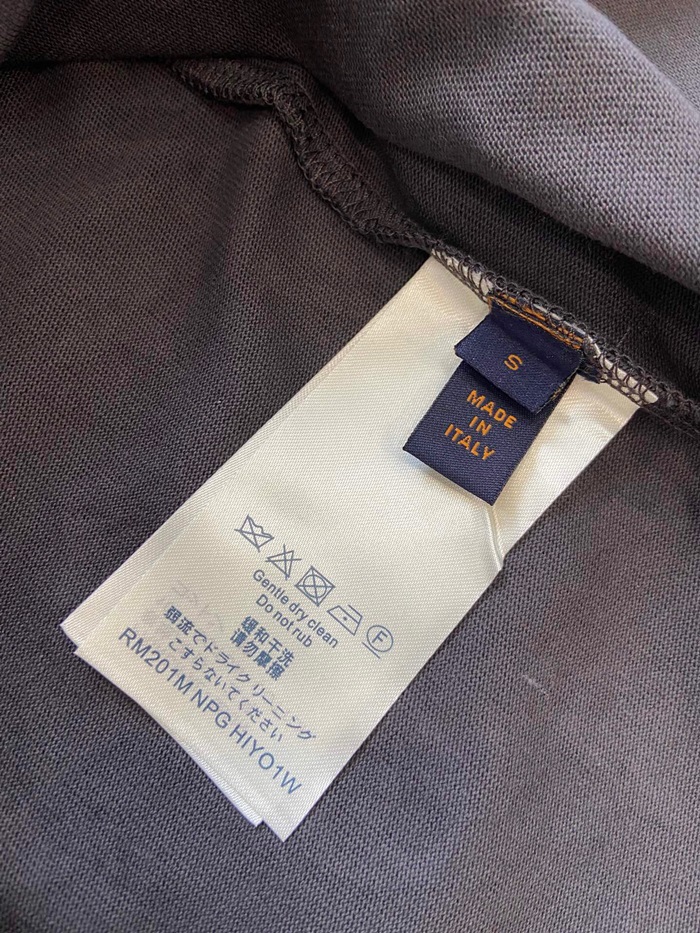 S
MADE
IN
ITALY
Gentle dry clean
Do not rub
缓和干洗
请勿摩擦
弱流でドライクリーニング
こすらないでください
RM201M NPG HIYO1W
F